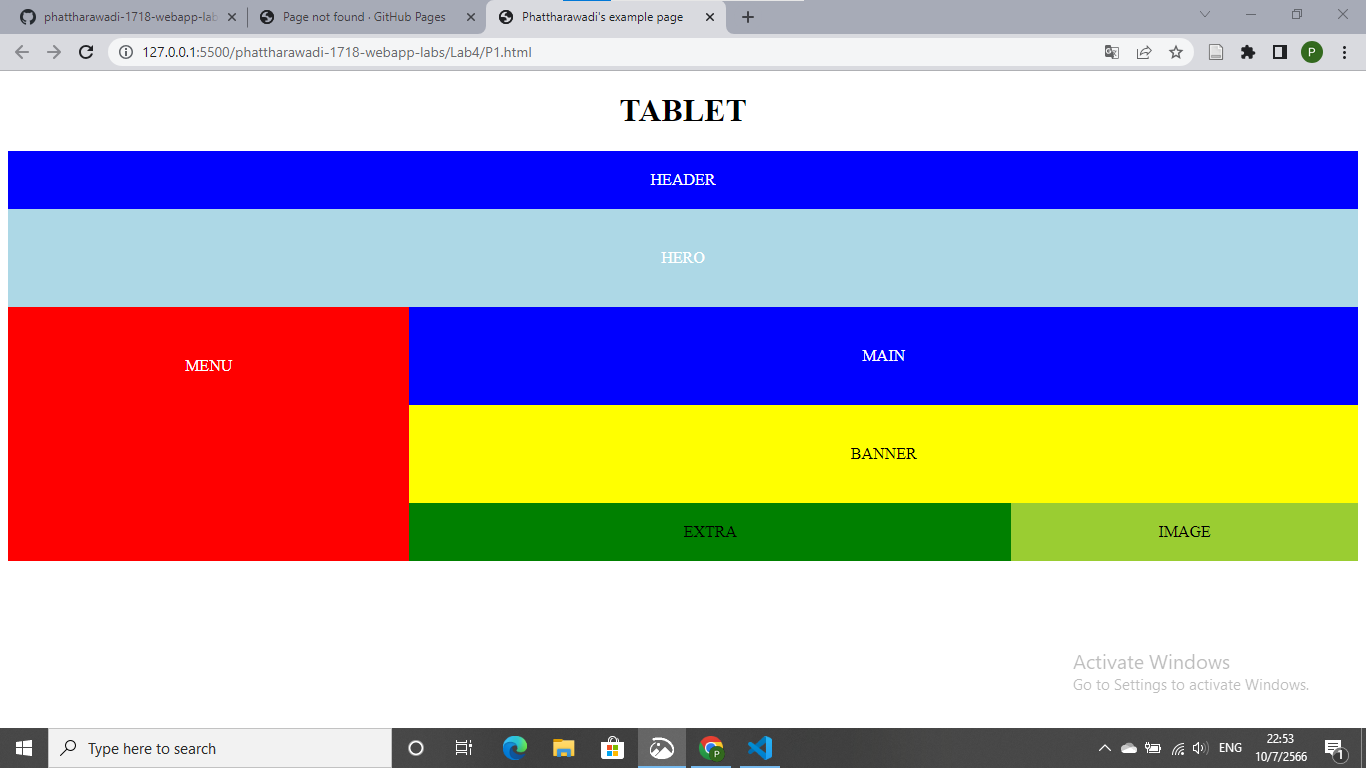 phattharawadi-1718-webapp-lab
Page not found · GitHub Pages
Phattharawadi's example page
127.0.0.1:5500/phattharawadi-1718-webapp-labs/Lab4/P1.html
P
TABLET
HEADER
HERO
MENU
MAIN
BANNER
EXTRA
IMAGE
Activate Windows
Go to Settings to activate Windows.
Type here to search
P
ENG
22:53
10/7/2566
1